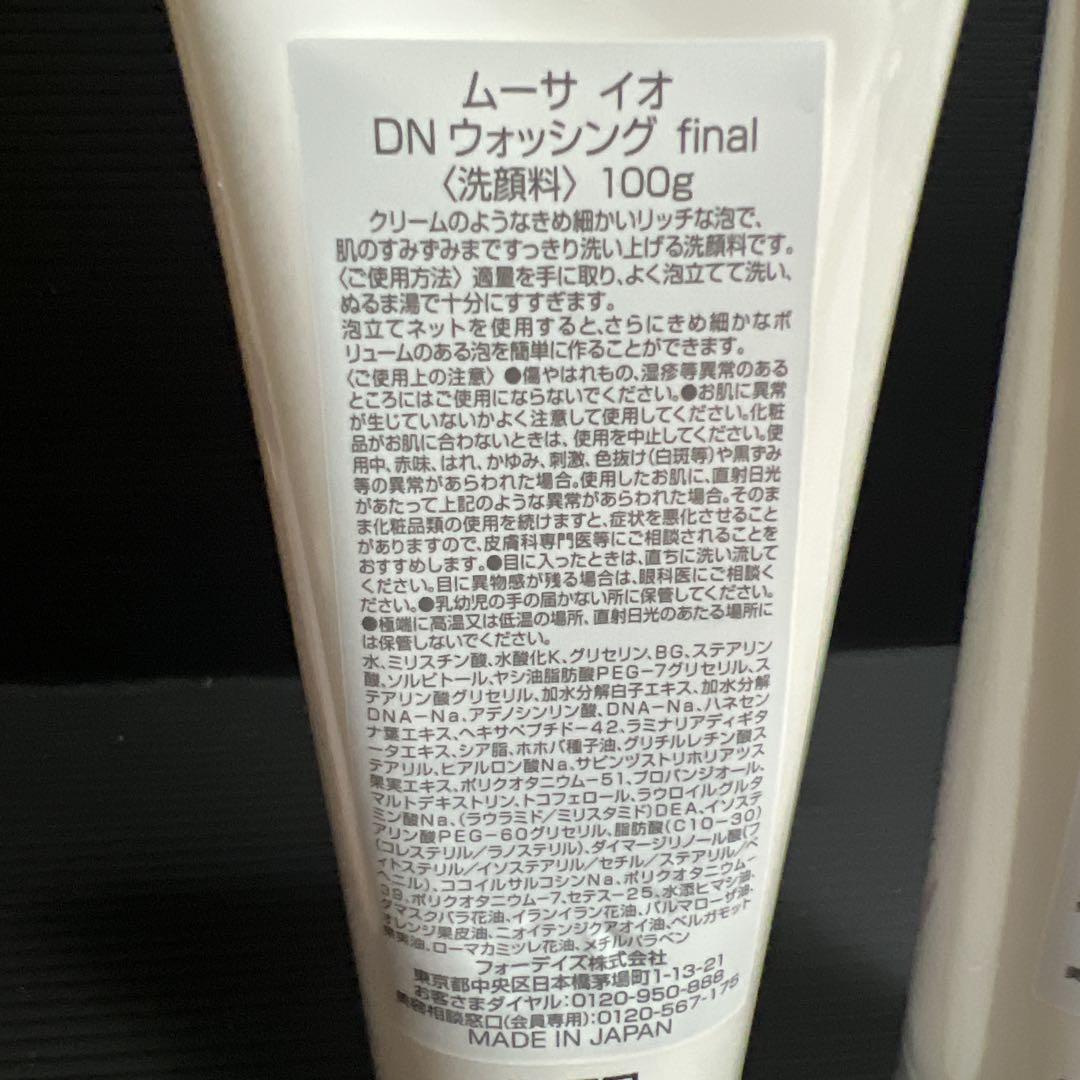 ムーサ イオ
DN ウォッシング final
〈洗顔料〉 100g
クリームのようなきめ細かいリッチな泡で、
肌のすみずみまですっきり洗い上げる洗顔料です。
〈ご使用方法〉適量を手に取り、よく泡立てて洗い、
ぬるま湯で十分にすすぎます。
泡立てネットを使用すると、さらにきめ細かなボ
リュームのある泡を簡単に作ることができます。
〈ご使用上の注意〉●傷やはれもの、湿疹等異常のある
ところにはご使用にならないでください。●お肌に異常
が生じていないかよく注意して使用してください。化粧
品がお肌に合わないときは、使用を中止してください。使
用中、赤味、はれ、かゆみ、刺激、色抜け(白斑等)や黒ずみ
等の異常があらわれた場合。使用したお肌に、直射日光
があたって上記のような異常があらわれた場合。そのま
ま化粧品類の使用を続けますと、症状を悪化させること
がありますので、皮膚科専門医等にご相談されることを
おすすめします。●目に入ったときは、直ちに洗い流して
ください。目に異物感が残る場合は、眼科医にご相談く
ださい。●乳幼児の手の届かない所に保管してください。
●極端に高温又は低温の場所、直射日光のあたる場所に
は保管しないでください。
水、ミリスチン酸、水酸化K、グリセリン、BG、ステアリン
酸、ソルビトール、ヤシ油脂肪酸PEG-7グリセリル、ス
テアリン酸グリセリル、加水分解白子エキス、加水分解
DNA-Na、アデノシンリン酸、DNA-Na、ハネセン
ナ葉エキス、ヘキサペプチド-42、ラミナリアディギタ
ータエキス、シア脂、ホホバ種子油、グリチルレチン酸ス
テアリル、ヒアルロン酸Na、サピンヅストリホリアツス
果実エキス、ポリクオタニウム-51、プロパンジオール、
マルトデキストリン、トコフェロール、ラウロイルグルタ
ミン酸Na、(ラウラミド/ミリスタミド)DEA、イソステ
アリン酸PEG-60グリセリル、脂肪酸(C10-30)
(コレステリル/ラノステリル)、ダイマージリノール酸(フ
ィトステリル/イソステアリル/セチル/ステアリル/ベ
ヘニル)、ココイルサルコシンNa、ポリクオタニウム-
39、ポリクオタニウム-7、セテス-25、水添ヒマシ油、
ダマスクバラ花油、イランイラン花油、パルマローザ油、
オレンジ果皮油、ニオイテンジクアオイ油、ベルガモット
果実油、ローマカミツレ花油、メチルパラベン
フォーデイズ株式会社
東京都中央区日本橋茅場町1-13-21
お客さまダイヤル:0120-950-888
美容相談窓口(会員専用):0120-567-175
MADE IN JAPAN